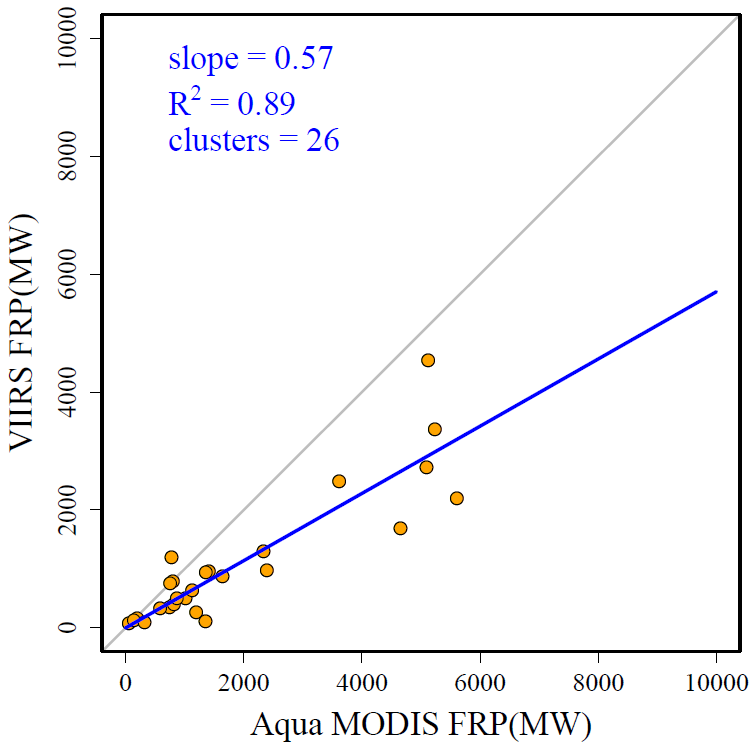 slope = 0.57
R² = 0.89
clusters = 26
VIIRS FRP(MW)
10000
8000
6000
4000
2000
0
0 2000 4000 6000 8000 10000
Aqua MODIS FRP(MW)